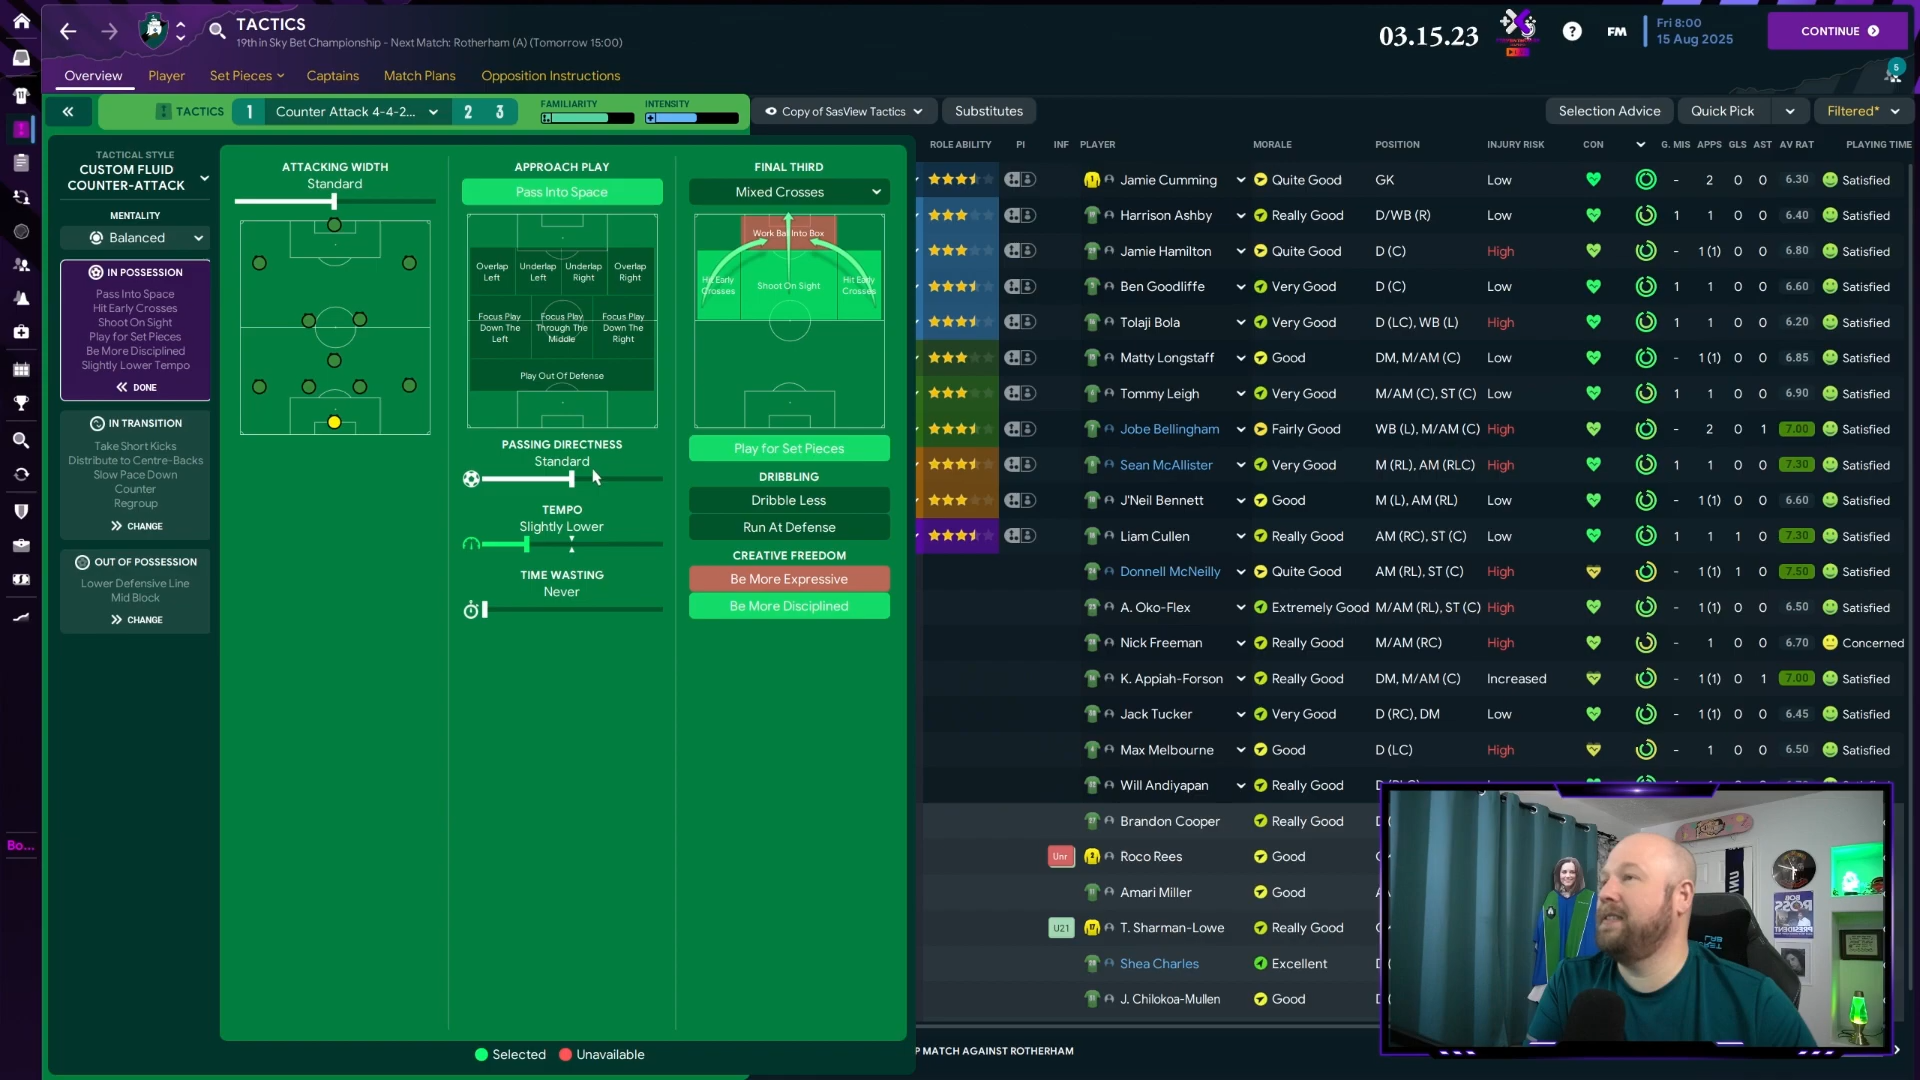 TACTICS
19th in Sky Bet Championship - Next Match: Rotherham (A) (Tomorrow 15:00)
03.15.23
FM
Fri 8:00
15 Aug 2025
CONTINUE
5
Overview
Player
Set Pieces
Captains
Match Plans
Opposition Instructions
TACTICS
1
Counter Attack 4-4-2...
2
3
FAMILIARITY
INTENSITY
Copy of SasView Tactics
Substitutes
Selection Advice
Quick Pick
Filtered*
TACTICAL STYLE
CUSTOM FLUID
COUNTER-ATTACK
MENTALITY
Balanced
IN POSSESSION
Pass Into Space
Hit Early Crosses
Shoot On Sight
Play for Set Pieces
Be More Disciplined
Slightly Lower Tempo
DONE
IN TRANSITION
Take Short Kicks
Distribute to Centre-Backs
Slow Pace Down
Counter
Regroup
CHANGE
OUT OF POSSESSION
Lower Defensive Line
Mid Block
CHANGE
Bo...
ATTACKING WIDTH
Standard
APPROACH PLAY
Pass Into Space
Overlap Left
Underlap Left
Underlap Right
Overlap Right
Focus Play Down The Left
Focus Play Through The Middle
Focus Play Down The Right
Play Out Of Defense
PASSING DIRECTNESS
Standard
TEMPO
Slightly Lower
TIME WASTING
Never
FINAL THIRD
Mixed Crosses
Work Ball Into Box
Hit Early Crosses
Shoot On Sight
Hit Early Crosses
Play for Set Pieces
DRIBBLING
Dribble Less
Run At Defense
CREATIVE FREEDOM
Be More Expressive
Be More Disciplined
Selected
Unavailable
ROLE ABILITY PI INF PLAYER MORALE POSITION INJURY RISK CON G. MIS APPS GLS AST AV RAT PLAYING TIME
Jamie Cumming Quite Good GK Low - 2 0 0 6.30 Satisfied
Harrison Ashby Really Good D/WB (R) Low 1 1 0 0 6.40 Satisfied
Jamie Hamilton Quite Good D (C) High - 1 (1) 0 0 6.80 Satisfied
Ben Goodliffe Very Good D (C) Low 1 1 0 0 6.60 Satisfied
Tolaji Bola Very Good D (LC), WB (L) High 1 1 0 0 6.20 Satisfied
Matty Longstaff Good DM, M/AM (C) Low - 1 (1) 0 0 6.85 Satisfied
Tommy Leigh Very Good M/AM (C), ST (C) Low 1 1 0 0 6.90 Satisfied
Jobe Bellingham Fairly Good WB (L), M/AM (C) High - 2 0 1 7.00 Satisfied
Sean McAllister Very Good M (RL), AM (RLC) High 1 1 0 0 7.30 Satisfied
J'Neil Bennett Good M (L), AM (RL) Low - 1 (1) 0 0 6.60 Satisfied
Liam Cullen Really Good AM (RC), ST (C) Low 1 1 1 0 7.30 Satisfied
Donnell McNeilly Quite Good AM (RL), ST (C) High - 1 (1) 1 0 7.50 Satisfied
A. Oko-Flex Extremely Good M/AM (RL), ST (C) High - 1 (1) 0 0 6.50 Satisfied
Nick Freeman Really Good M/AM (RC) High - 1 0 0 6.70 Concerned
K. Appiah-Forson Really Good DM, M/AM (C) Increased - 1 (1) 0 1 7.00 Satisfied
Jack Tucker Very Good D (RC), DM Low - 1 (1) 0 0 6.45 Satisfied
Max Melbourne Good D (LC) High - 1 0 0 6.50 Satisfied
Will Andiyapan Really Good
Brandon Cooper Really Good
Unr Roco Rees Good
Amari Miller Good
U21 T. Sharman-Lowe Really Good
Shea Charles Excellent
J. Chilokoa-Mullen Good
P MATCH AGAINST ROTHERHAM